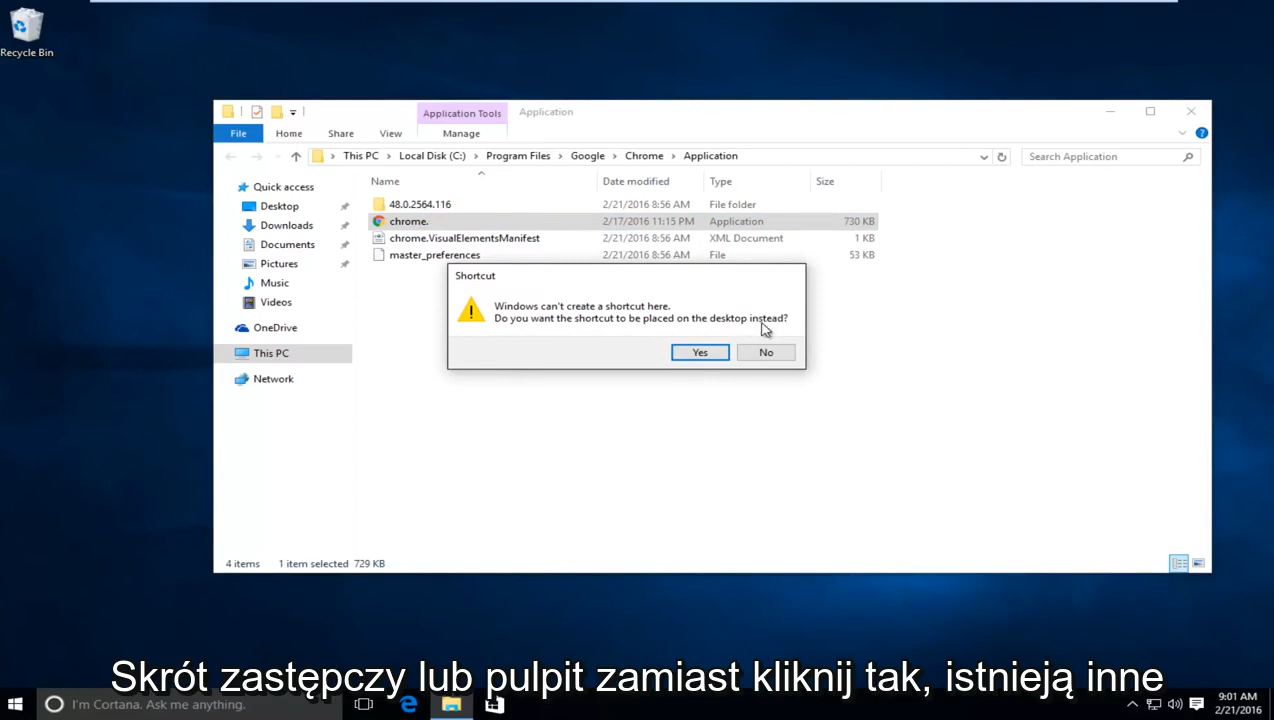 Recycle Bin
Application Tools
Application
File
Home
Share
View
Manage
This PC
Local Disk (C:)
Program Files
Google
Chrome
Application
Search Application
Name
Date modified
Type
Size
Quick access
Desktop
Downloads
Documents
Pictures
Music
Videos
OneDrive
This PC
Network
48.0.2564.116 2/21/2016 8:56 AM File folder
chrome. 2/17/2016 11:15 PM Application 730 KB
chrome.VisualElementsManifest 2/21/2016 8:56 AM XML Document 1 KB
master_preferences 2/21/2016 8:56 AM File 53 KB
Shortcut
Windows can't create a shortcut here.
Do you want the shortcut to be placed on the desktop instead?
Yes
No
4 items 1 item selected 729 KB
Skrót zastępczy lub pulpit zamiast kliknij tak, istnieją inne
I'm Cortana. Ask me anything.
9:01 AM
2/21/2016